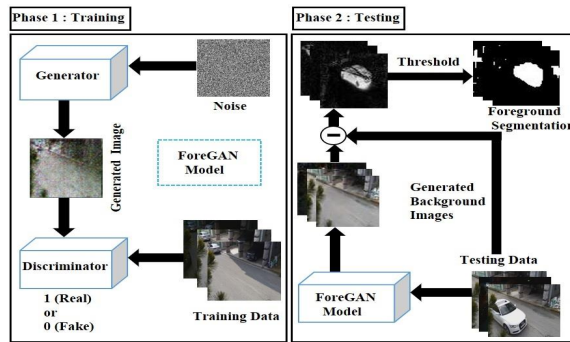 Phase 1 : Training
Generator
Noise
Generated Image
ForeGAN
Model
Discriminator
1 (Real)
or
0 (Fake)
Training Data
Phase 2 : Testing
Threshold
Foreground
Segmentation
Generated
Background
Images
Testing Data
ForeGAN
Model